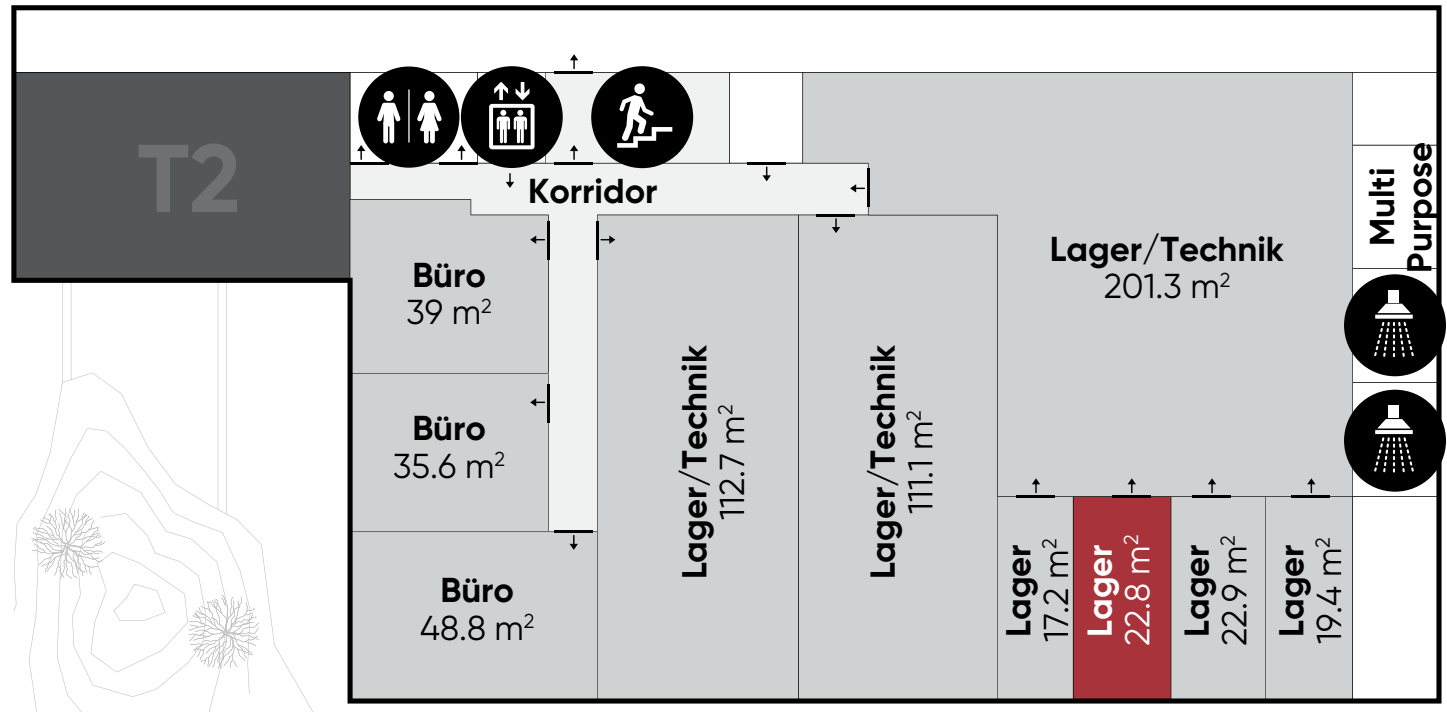 T2
Korridor
Multi
Purpose
Büro
39 m²
Lager/Technik
201.3 m²
Büro
35.6 m²
Lager/Technik
112.7 m²
Lager/Technik
111.1 m²
Büro
48.8 m²
Lager
17.2 m²
Lager
22.8 m²
Lager
22.9 m²
Lager
19.4 m²